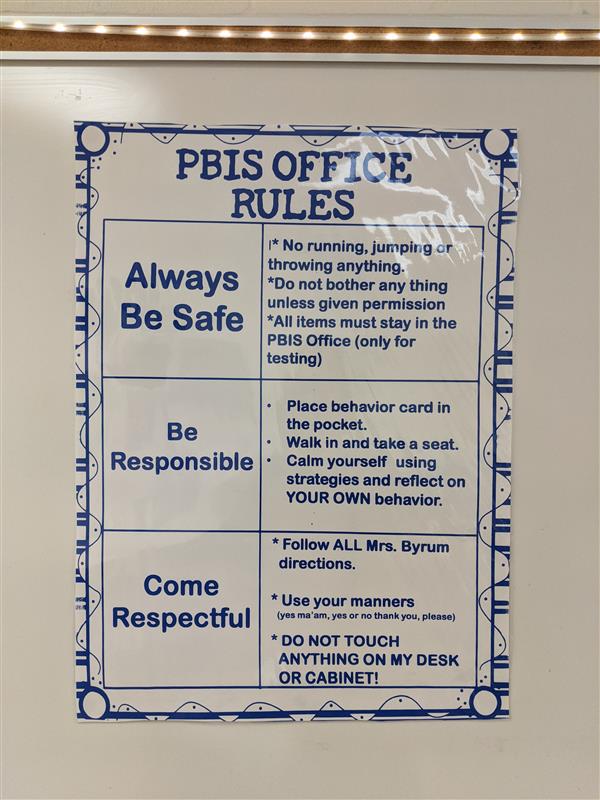 PBIS OFFICE
RULES
Always
Be Safe
* No running, jumping or
throwing anything.
*Do not bother any thing
unless given permission
*All items must stay in the
PBIS Office (only for
testing)
Be
Responsible
• Place behavior card in
the pocket.
• Walk in and take a seat.
• Calm yourself using
strategies and reflect on
YOUR OWN behavior.
Come
Respectful
* Follow ALL Mrs. Byrum
directions.
* Use your manners
(yes ma'am, yes or no thank you, please)
* DO NOT TOUCH
ANYTHING ON MY DESK
OR CABINET!